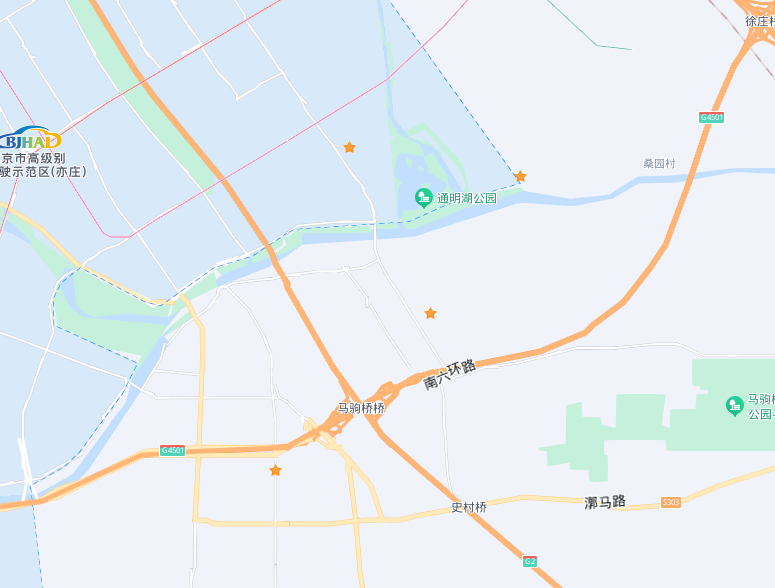 徐庄桥
G4501
BJHAD
京市高级别
驶示范区(亦庄)
桑园村
通明湖公园
南六环路
马驹桥桥
马驹桥
公园-
G4501
史村桥
漷马路
S303
G2